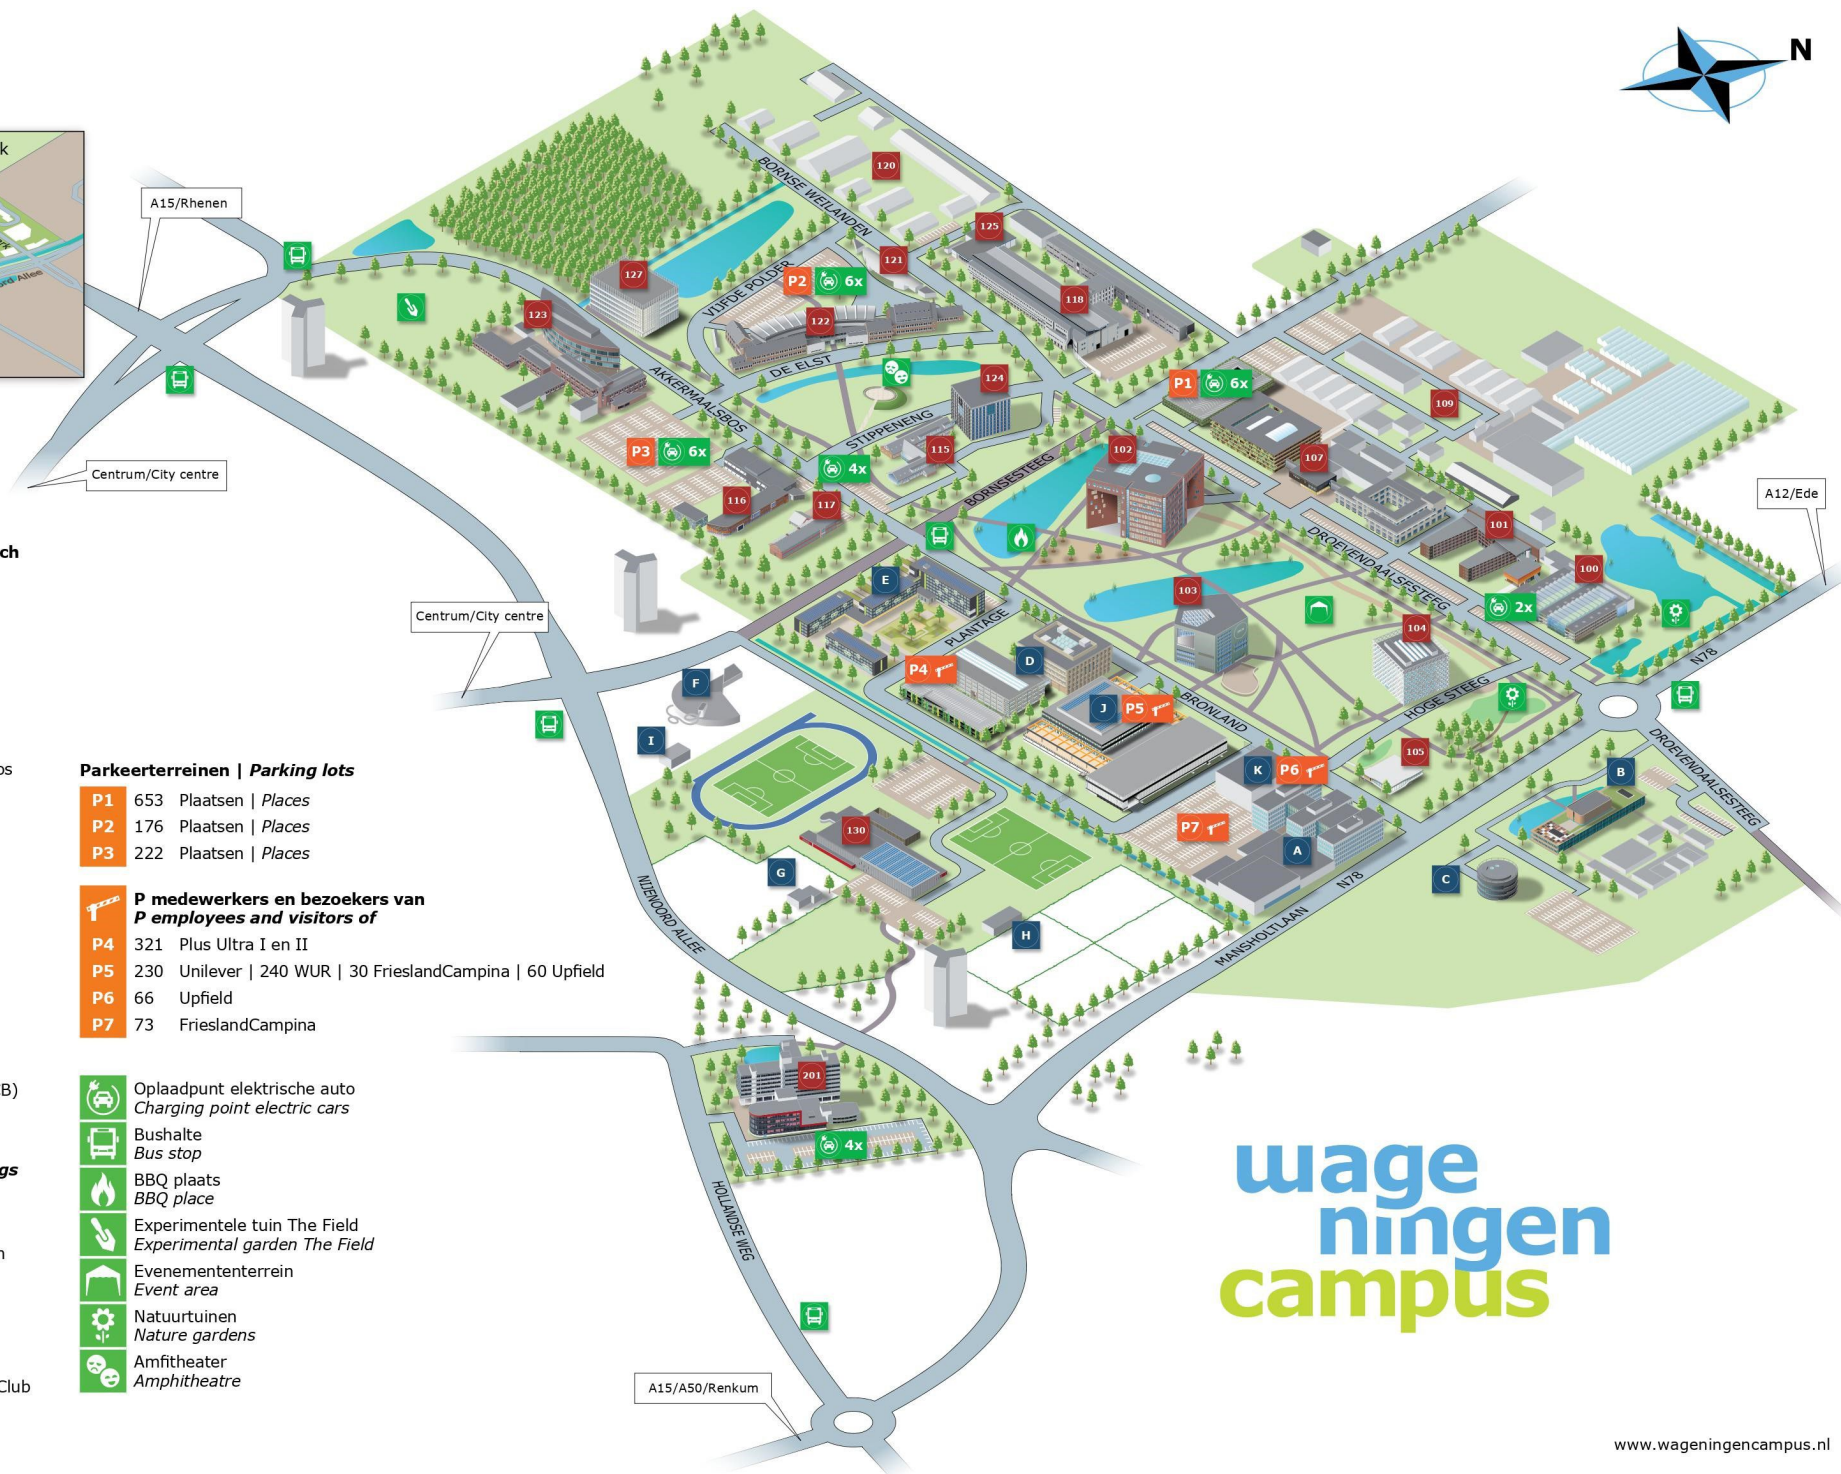 N
k
A15/Rhenen
Centrum/City centre
ch
Centrum/City centre
A12/Ede
BORNSE WEILANDEN
VIJFDE POLDER
DE ELST
AKKERMAALSBOS
STIPPENENG
BORNSESTEEG
DROEVENDAALSESTEEG
PLANTAGE
BRONLAND
HOGE STEEG
N78
DROEVENDAALSESTEEG
NIJENOORD ALLEE
MANSHOLTLAAN
N78
HOLLANDSE WEG
120
125
121
127
P2 6x
118
123
122
124
P1 6x
109
P3 6x
115
102
107
4x
116
117
101
100
E
103
2x
104
P4
D
F
J
P5
I
105
K
P6
B
130
P7
A
G
C
H
201
4x
os
Parkeerterreinen | Parking lots
P1 653 Plaatsen | Places
P2 176 Plaatsen | Places
P3 222 Plaatsen | Places
P medewerkers en bezoekers van
P employees and visitors of
P4 321 Plus Ultra I en II
P5 230 Unilever | 240 WUR | 30 FrieslandCampina | 60 Upfield
P6 66 Upfield
P7 73 FrieslandCampina
Oplaadpunt elektrische auto
Charging point electric cars
Bushalte
Bus stop
BBQ plaats
BBQ place
Experimentele tuin The Field
Experimental garden The Field
Evenemententerrein
Event area
Natuurtuinen
Nature gardens
Amfitheater
Amphitheatre
gs
n
Club
A15/A50/Renkum
wage
ningen
campus
www.wageningencampus.nl